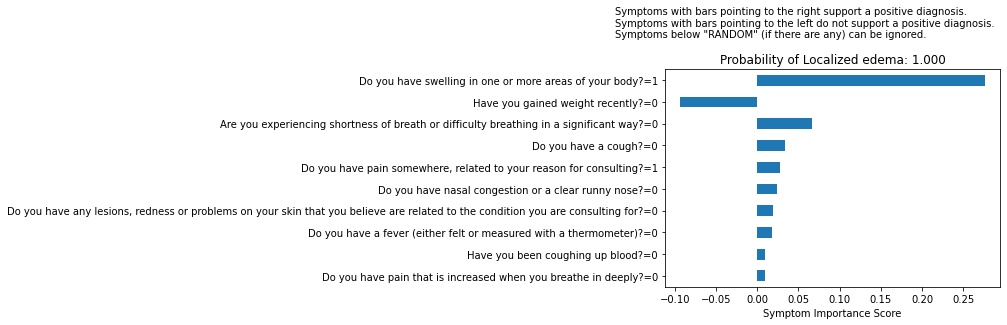 Symptoms with bars pointing to the right support a positive diagnosis.
Symptoms with bars pointing to the left do not support a positive diagnosis.
Symptoms below "RANDOM" (if there are any) can be ignored.
Probability of Localized edema: 1.000
Do you have swelling in one or more areas of your body?=1
Have you gained weight recently?=0
Are you experiencing shortness of breath or difficulty breathing in a significant way?=0
Do you have a cough?=0
Do you have pain somewhere, related to your reason for consulting?=1
Do you have nasal congestion or a clear runny nose?=0
Do you have any lesions, redness or problems on your skin that you believe are related to the condition you are consulting for?=0
Do you have a fever (either felt or measured with a thermometer)?=0
Have you been coughing up blood?=0
Do you have pain that is increased when you breathe in deeply?=0
−0.10 −0.05 0.00 0.05 0.10 0.15 0.20 0.25
Symptom Importance Score